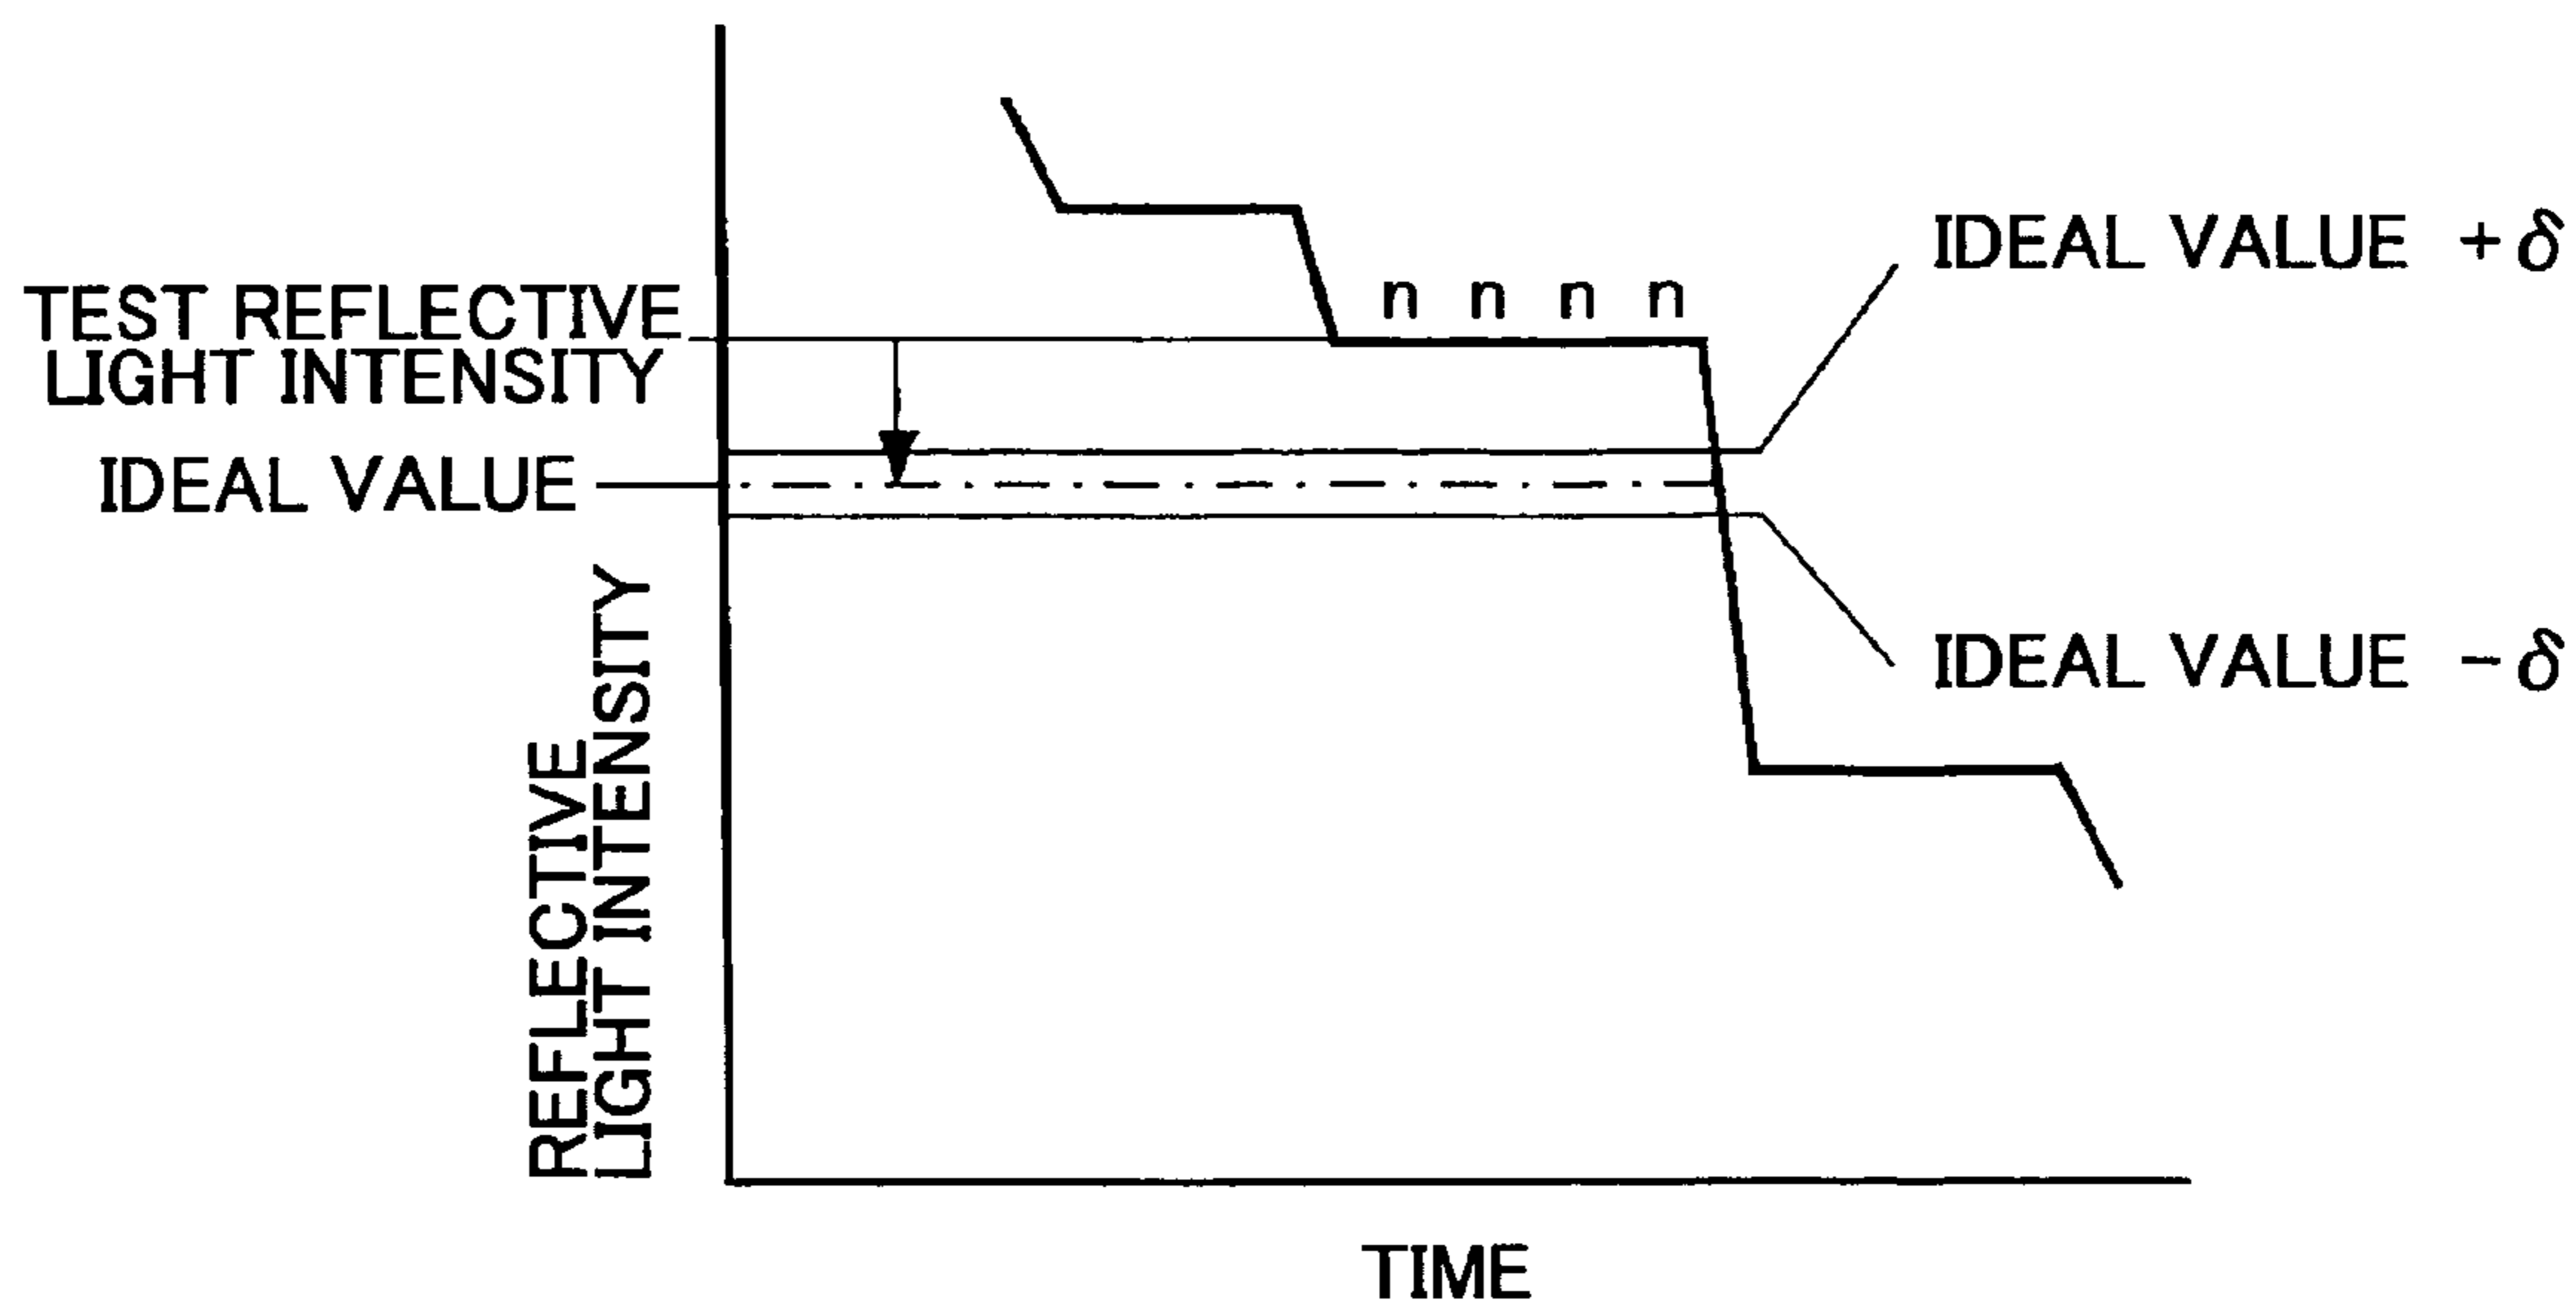 IDEAL VALUE +δ
n n n n
TEST REFLECTIVE
LIGHT INTENSITY
IDEAL VALUE
IDEAL VALUE -δ
REFLECTIVE
LIGHT INTENSITY
TIME